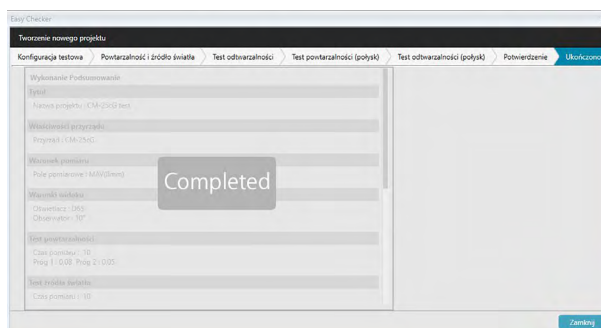 Easy Checker
Tworzenie nowego projektu
Konfiguracja testowa
Powtarzalność i źródło światła
Test odtwarzalności
Test powtarzalności (połysk)
Test odtwarzalności (połysk)
Potwierdzenie
Ukończono
Wykonanie Podsumowanie
Tytuł
Nazwa projektu : CM-25cG test
Właściwości przyrządu
Przyrząd : CM-25cG
Warunek pomiaru
Pole pomiarowe : MAV(8mm)
Completed
Warunki indeksu
Oświetlacz : D65
Obserwator : 10°
Test powtarzalności
Czas pomiaru : 10
Próg 1 : 0.08 Próg 2 : 0.05
Test źródła światła
Czas pomiaru : 10
Zamknij